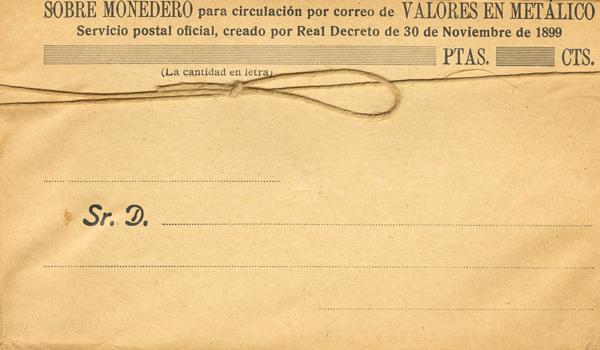 SOBRE MONEDERO para circulación por correo de VALORES EN METÁLICO
Servicio postal oficial, creado por Real Decreto de 30 de Noviembre de 1899
PTAS. CTS.
(La cantidad en letra)
Sr. D.